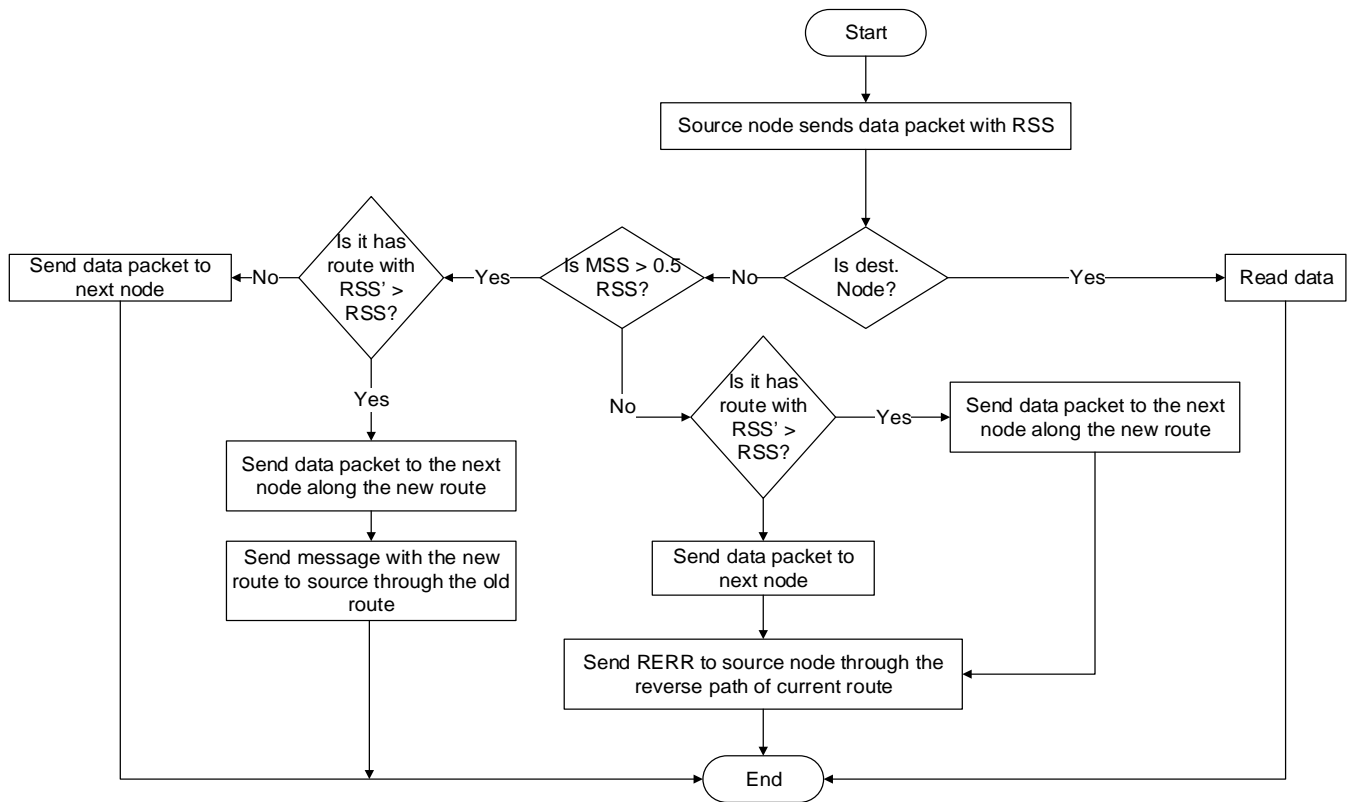 Start
Source node sends data packet with RSS
Is it has
route with
RSS' >
RSS?
Is MSS > 0.5
RSS?
Is dest.
Node?
Send data packet to
next node
No
Yes
No
Yes
Read data
Yes
No
Is it has
route with
RSS' >
RSS?
Yes
Send data packet to the next
node along the new route
Send data packet to the next
node along the new route
Send message with the new
route to source through the old
route
Send data packet to
next node
Send RERR to source node through the
reverse path of current route
End